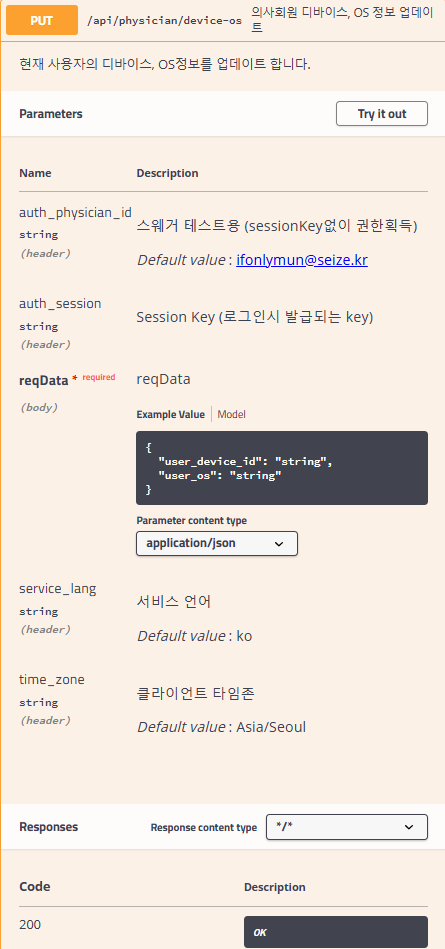 PUT /api/physician/device-os 의사회원 디바이스, OS 정보 업데이
트
현재 사용자의 디바이스, OS정보를 업데이트 합니다.
Parameters Try it out
Name Description
auth_physician_id
string
(header)
스웨거 테스트용 (sessionKey없이 권한획득)
Default value : ifonlymun@seize.kr
auth_session
string
(header)
Session Key (로그인시 발급되는 key)
reqData * required
(body)
reqData
Example Value Model
{
"user_device_id": "string",
"user_os": "string"
}
Parameter content type
application/json
service_lang
string
(header)
서비스 언어
Default value : ko
time_zone
string
(header)
클라이언트 타임존
Default value : Asia/Seoul
Responses Response content type */*
Code Description
200 OK